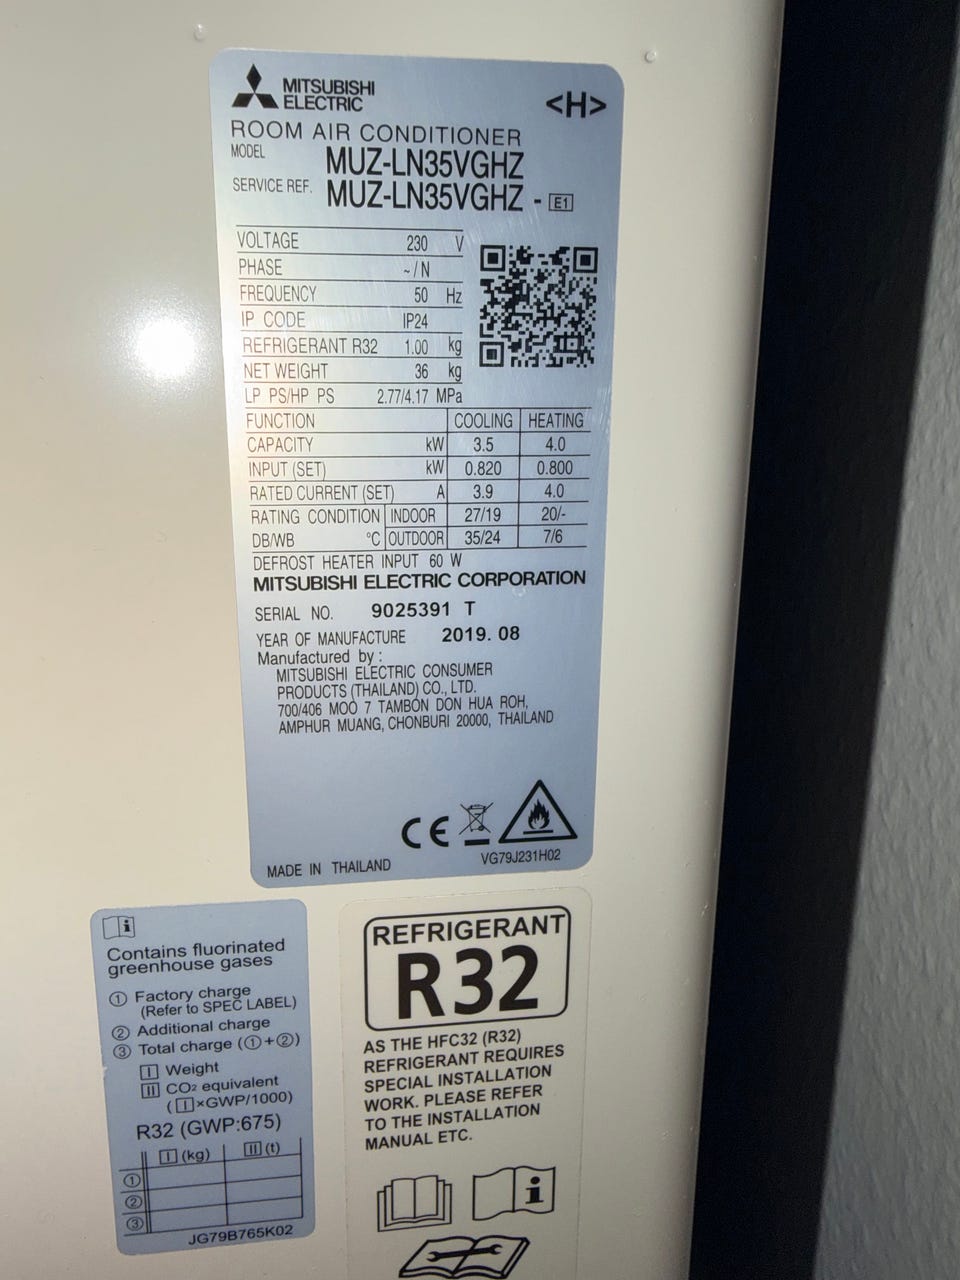 MITSUBISHI
ELECTRIC
<H>
ROOM AIR CONDITIONER
MODEL MUZ-LN35VGHZ
SERVICE REF. MUZ-LN35VGHZ - E1
VOLTAGE 230 V
PHASE ~/N
FREQUENCY 50 Hz
IP CODE IP24
REFRIGERANT R32 1.00 kg
NET WEIGHT 36 kg
LP PS/HP PS 2.77/4.17 MPa
FUNCTION COOLING HEATING
CAPACITY kW 3.5 4.0
INPUT (SET) kW 0.820 0.800
RATED CURRENT (SET) A 3.9 4.0
RATING CONDITION INDOOR 27/19 20/-
DB/WB °C OUTDOOR 35/24 7/6
DEFROST HEATER INPUT 60 W
MITSUBISHI ELECTRIC CORPORATION
SERIAL NO. 9025391 T
YEAR OF MANUFACTURE 2019. 08
Manufactured by :
MITSUBISHI ELECTRIC CONSUMER
PRODUCTS (THAILAND) CO., LTD.
700/406 MOO 7 TAMBON DON HUA ROH,
AMPHUR MUANG, CHONBURI 20000, THAILAND
CE
MADE IN THAILAND
VG79J231H02
i
Contains fluorinated
greenhouse gases
① Factory charge
(Refer to SPEC LABEL)
② Additional charge
③ Total charge (①+②)
I Weight
II CO₂ equivalent
( I ×GWP/1000)
R32 (GWP:675)
I (kg) II (t)
①
②
③
JG79B765K02
REFRIGERANT
R32
AS THE HFC32 (R32)
REFRIGERANT REQUIRES
SPECIAL INSTALLATION
WORK. PLEASE REFER
TO THE INSTALLATION
MANUAL ETC.
i